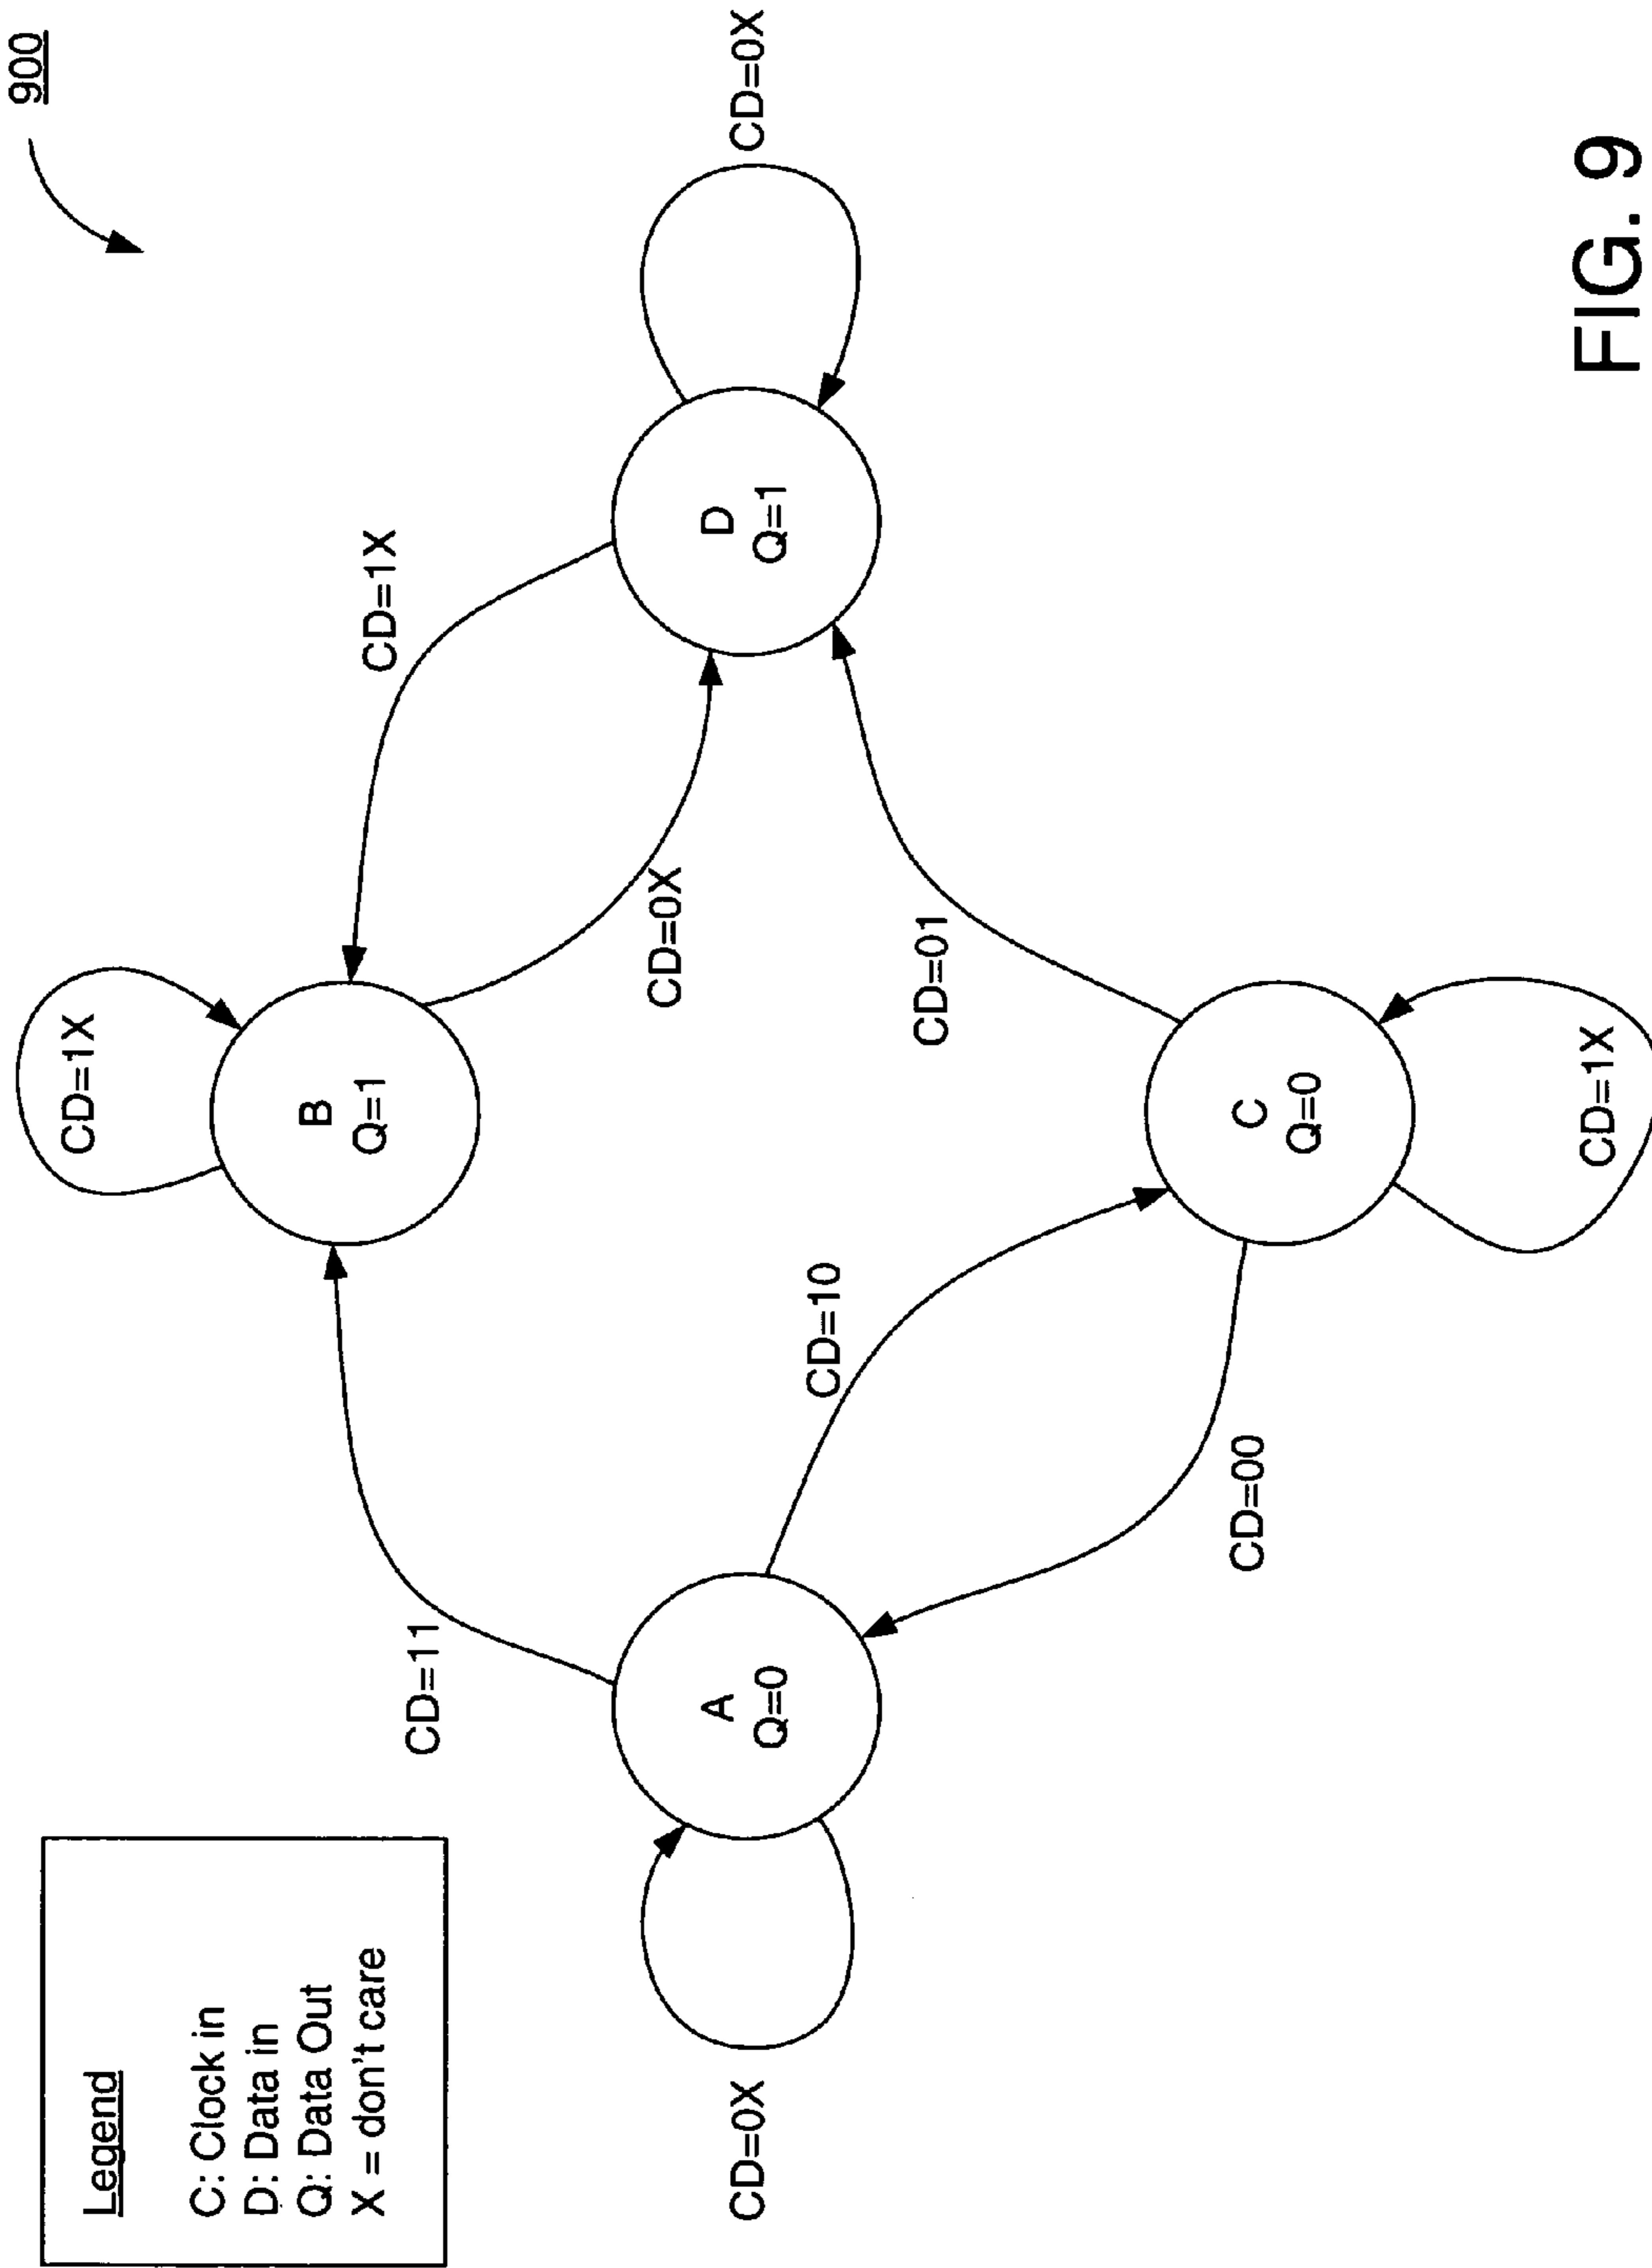 900
Legend
C: Clock in
D: Data in
Q: Data Out
X = don't care
CD=1X
B
Q=1
CD=11
CD=1X
CD=0X
CD=0X
A
Q=0
D
Q=1
CD=0X
CD=10
CD=01
CD=00
C
Q=0
CD=1X
FIG. 9